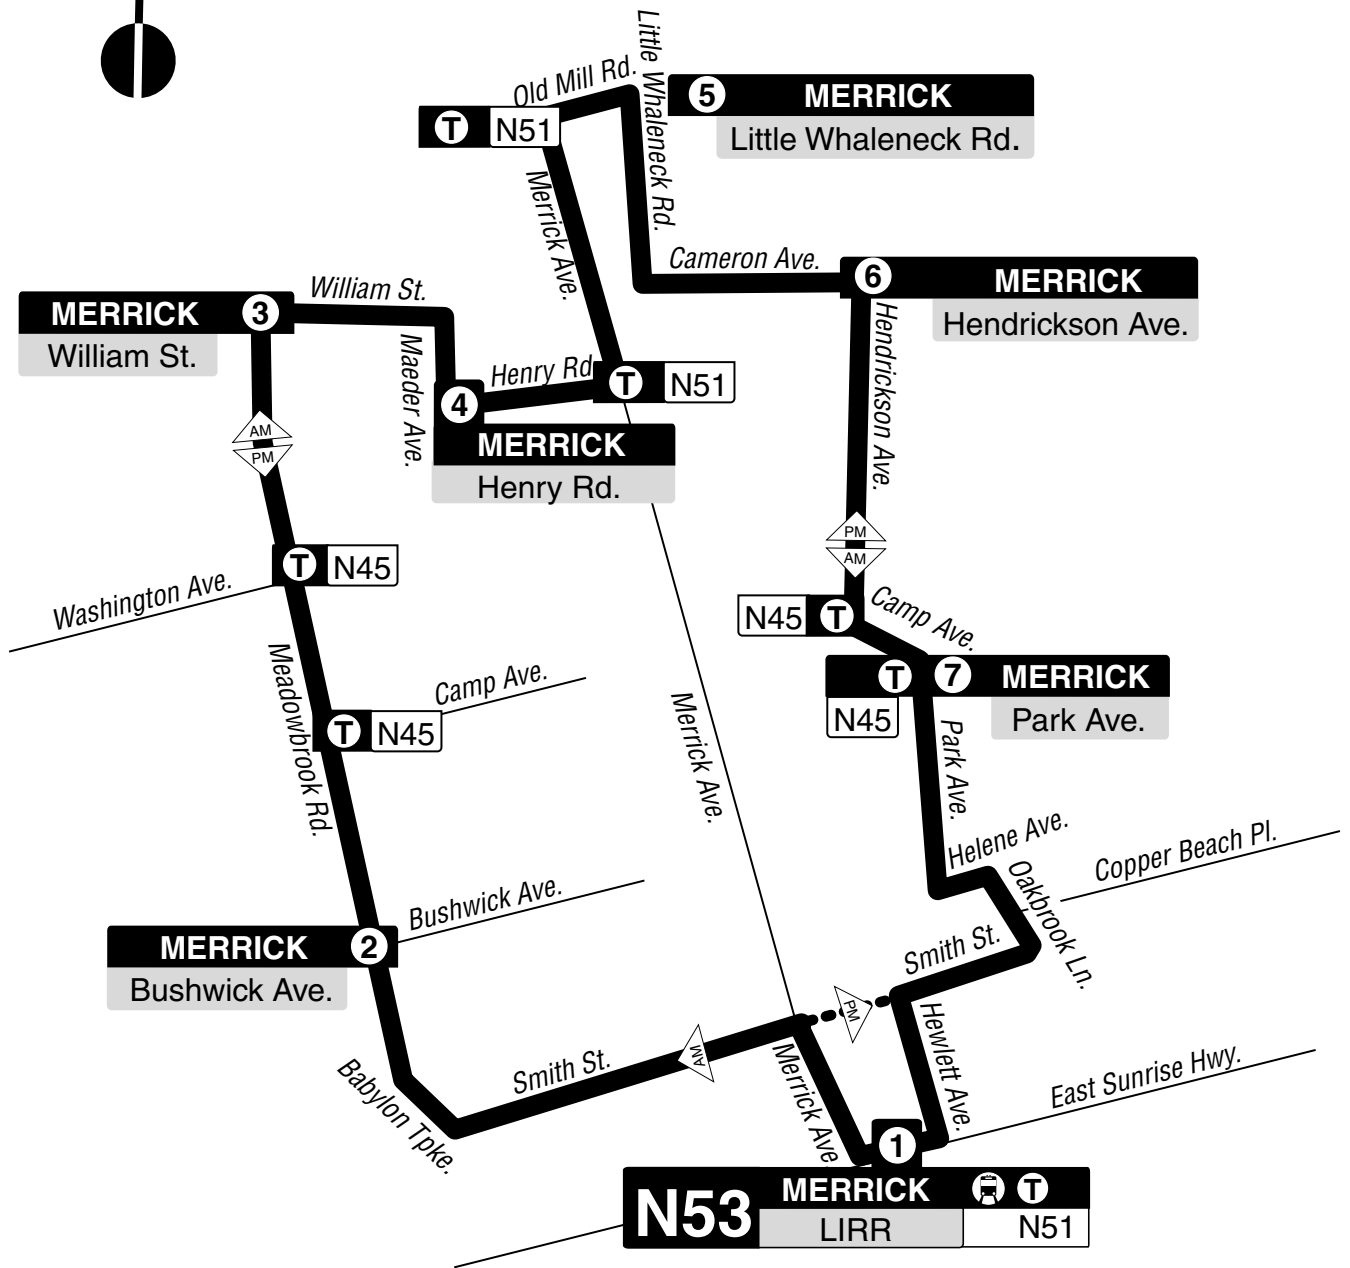 Little Whaleneck Rd.
Old Mill Rd.
5 MERRICK
Little Whaleneck Rd.
T N51
Merrick Ave.
Cameron Ave.
6 MERRICK
Hendrickson Ave.
William St.
MERRICK 3
William St.
Maeder Ave.
Henry Rd
T N51
4
MERRICK
Henry Rd.
Hendrickson Ave.
AM
PM
PM
AM
T N45
Washington Ave.
N45 T
Camp Ave.
T 7 MERRICK
N45
Park Ave.
Meadowbrook Rd.
Camp Ave.
T N45
Merrick Ave.
Park Ave.
Helene Ave.
Oakbrook Ln.
Copper Beach Pl.
Bushwick Ave.
MERRICK 2
Bushwick Ave.
Smith St.
PM
Hewlett Ave.
AM
Smith St.
Merrick Ave
Babylon Tpke.
East Sunrise Hwy.
1
N53
MERRICK T
LIRR N51